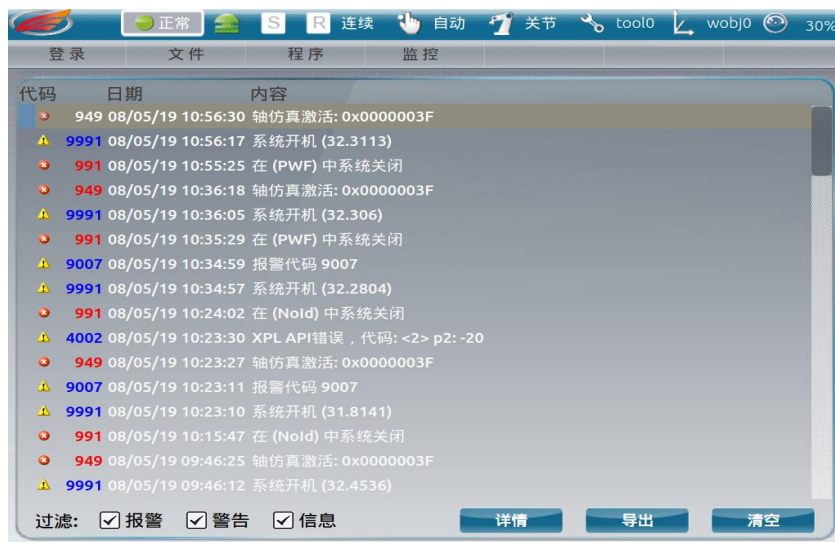 正常 S R 连续 自动 关节 tool0 wobj0 30%
登录 文件 程序 监控
代码 日期 内容
949 08/05/19 10:56:30 轴仿真激活: 0x0000003F
9991 08/05/19 10:56:17 系统开机 (32.3113)
991 08/05/19 10:55:25 在 (PWF) 中系统关闭
949 08/05/19 10:36:18 轴仿真激活: 0x0000003F
9991 08/05/19 10:36:05 系统开机 (32.306)
991 08/05/19 10:35:29 在 (PWF) 中系统关闭
9007 08/05/19 10:34:59 报警代码 9007
9991 08/05/19 10:34:57 系统开机 (32.2804)
991 08/05/19 10:24:02 在 (Nold) 中系统关闭
4002 08/05/19 10:23:30 XPL API错误，代码: <2> p2: -20
949 08/05/19 10:23:27 轴仿真激活: 0x0000003F
9007 08/05/19 10:23:11 报警代码 9007
9991 08/05/19 10:23:10 系统开机 (31.8141)
991 08/05/19 10:15:47 在 (Nold) 中系统关闭
949 08/05/19 09:46:25 轴仿真激活: 0x0000003F
9991 08/05/19 09:46:12 系统开机 (32.4536)
过滤: 报警 警告 信息 详情 导出 清空